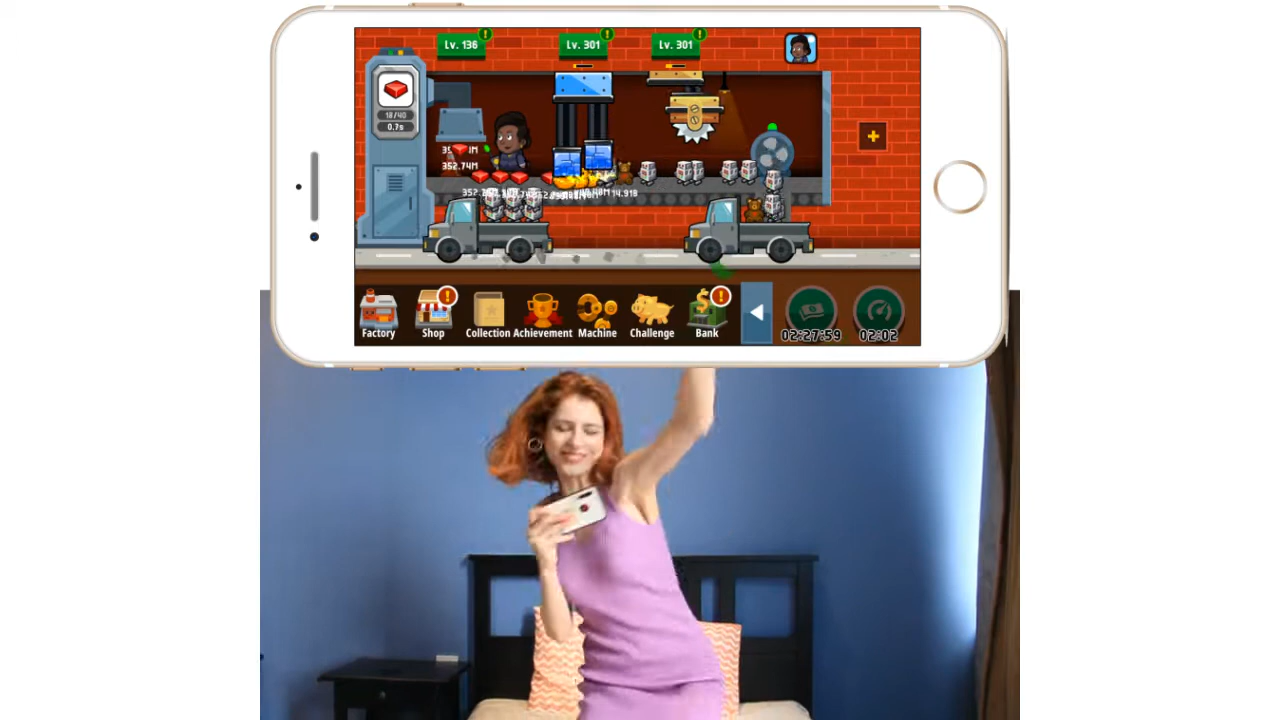 Lv. 136
Lv. 301
Lv. 301
18/40
0.7s
352.74M
14.91B
Factory
Shop
Collection
Achievement
Machine
Challenge
Bank
02:27:59
02:02